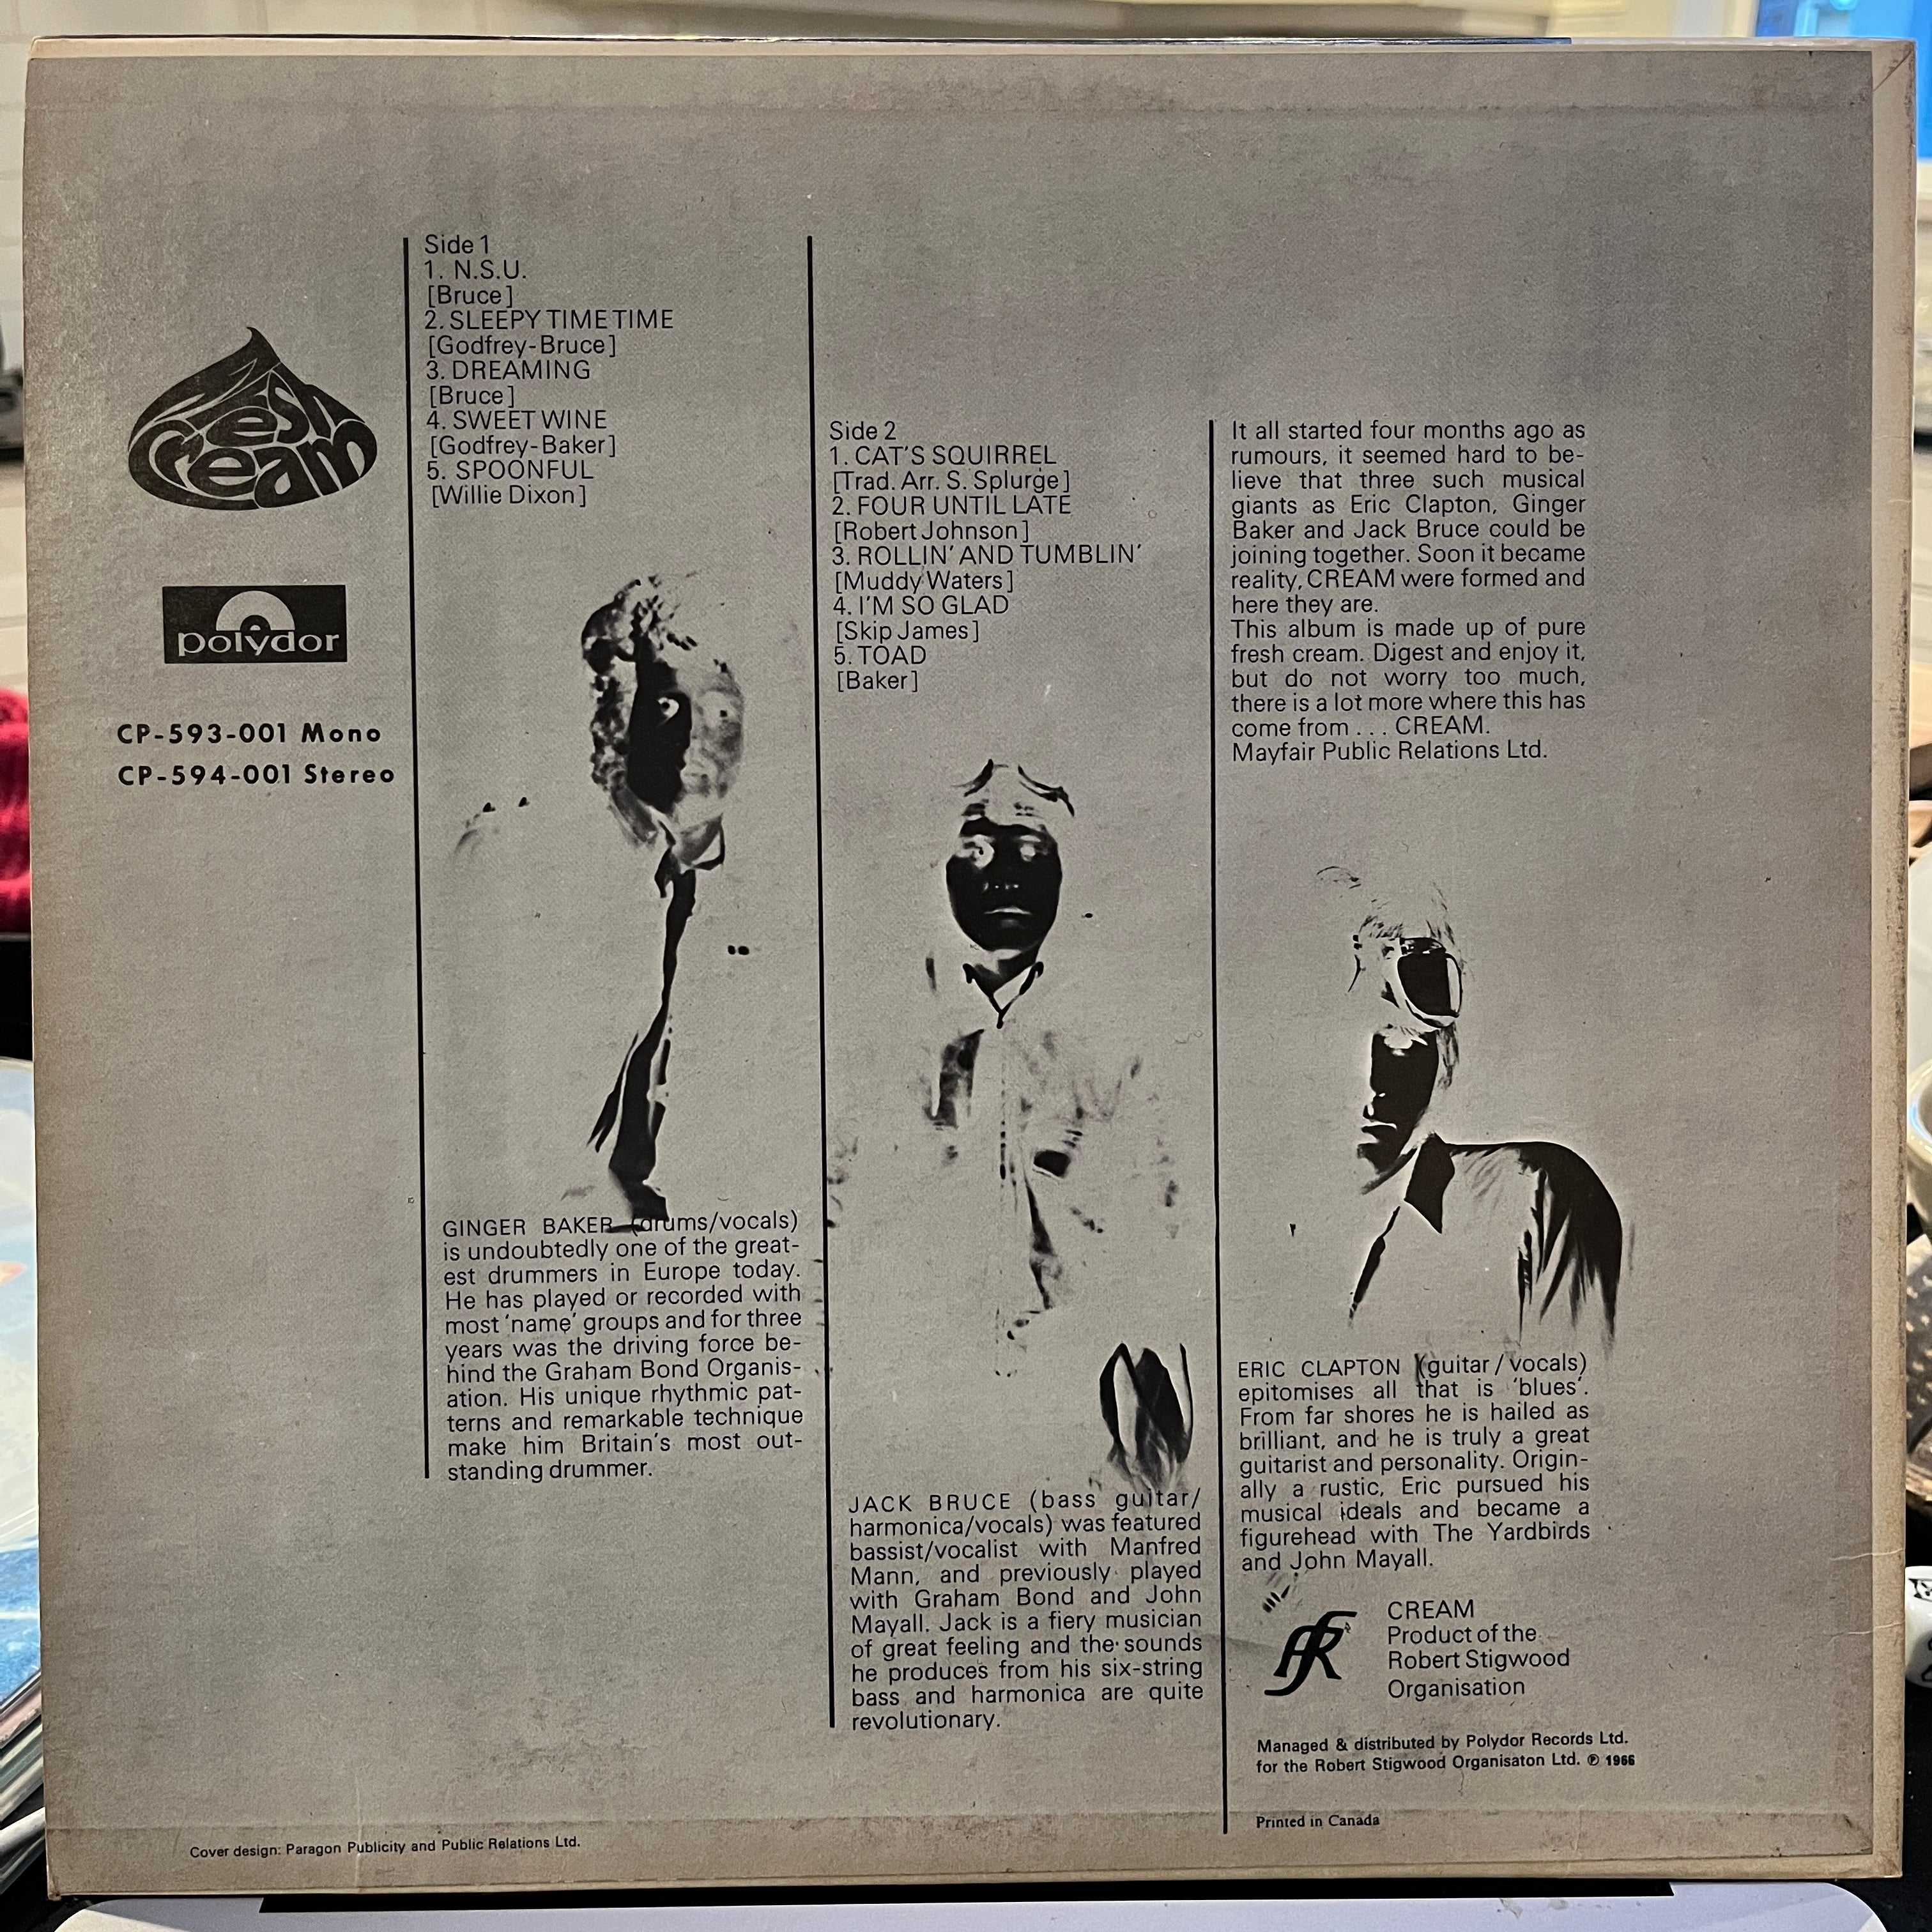 Fresh
Cream
polydor
CP-593-001 Mono
CP-594-001 Stereo
Side 1
1. N.S.U.
[Bruce]
2. SLEEPY TIME TIME
[Godfrey-Bruce]
3. DREAMING
[Bruce]
4. SWEET WINE
[Godfrey-Baker]
5. SPOONFUL
[Willie Dixon]
GINGER BAKER (drums/vocals)
is undoubtedly one of the great-
est drummers in Europe today.
He has played or recorded with
most 'name' groups and for three
years was the driving force be-
hind the Graham Bond Organis-
ation. His unique rhythmic pat-
terns and remarkable technique
make him Britain's most out-
standing drummer.
Side 2
1. CAT'S SQUIRREL
[Trad. Arr. S. Splurge]
2. FOUR UNTIL LATE
[Robert Johnson]
3. ROLLIN' AND TUMBLIN'
[Muddy Waters]
4. I'M SO GLAD
[Skip James]
5. TOAD
[Baker]
JACK BRUCE (bass guitar/
harmonica/vocals) was featured
bassist/vocalist with Manfred
Mann, and previously played
with Graham Bond and John
Mayall. Jack is a fiery musician
of great feeling and the sounds
he produces from his six-string
bass and harmonica are quite
revolutionary.
It all started four months ago as
rumours, it seemed hard to be-
lieve that three such musical
giants as Eric Clapton, Ginger
Baker and Jack Bruce could be
joining together. Soon it became
reality, CREAM were formed and
here they are.
This album is made up of pure
fresh cream. Digest and enjoy it,
but do not worry too much,
there is a lot more where this has
come from . . . CREAM.
Mayfair Public Relations Ltd.
ERIC CLAPTON (guitar / vocals)
epitomises all that is 'blues'.
From far shores he is hailed as
brilliant, and he is truly a great
guitarist and personality. Origin-
ally a rustic, Eric pursued his
musical ideals and became a
figurehead with The Yardbirds
and John Mayall.
CREAM
Product of the
Robert Stigwood
Organisation
Managed & distributed by Polydor Records Ltd.
for the Robert Stigwood Organisaton Ltd. ℗ 1966
Printed in Canada
Cover design: Paragon Publicity and Public Relations Ltd.